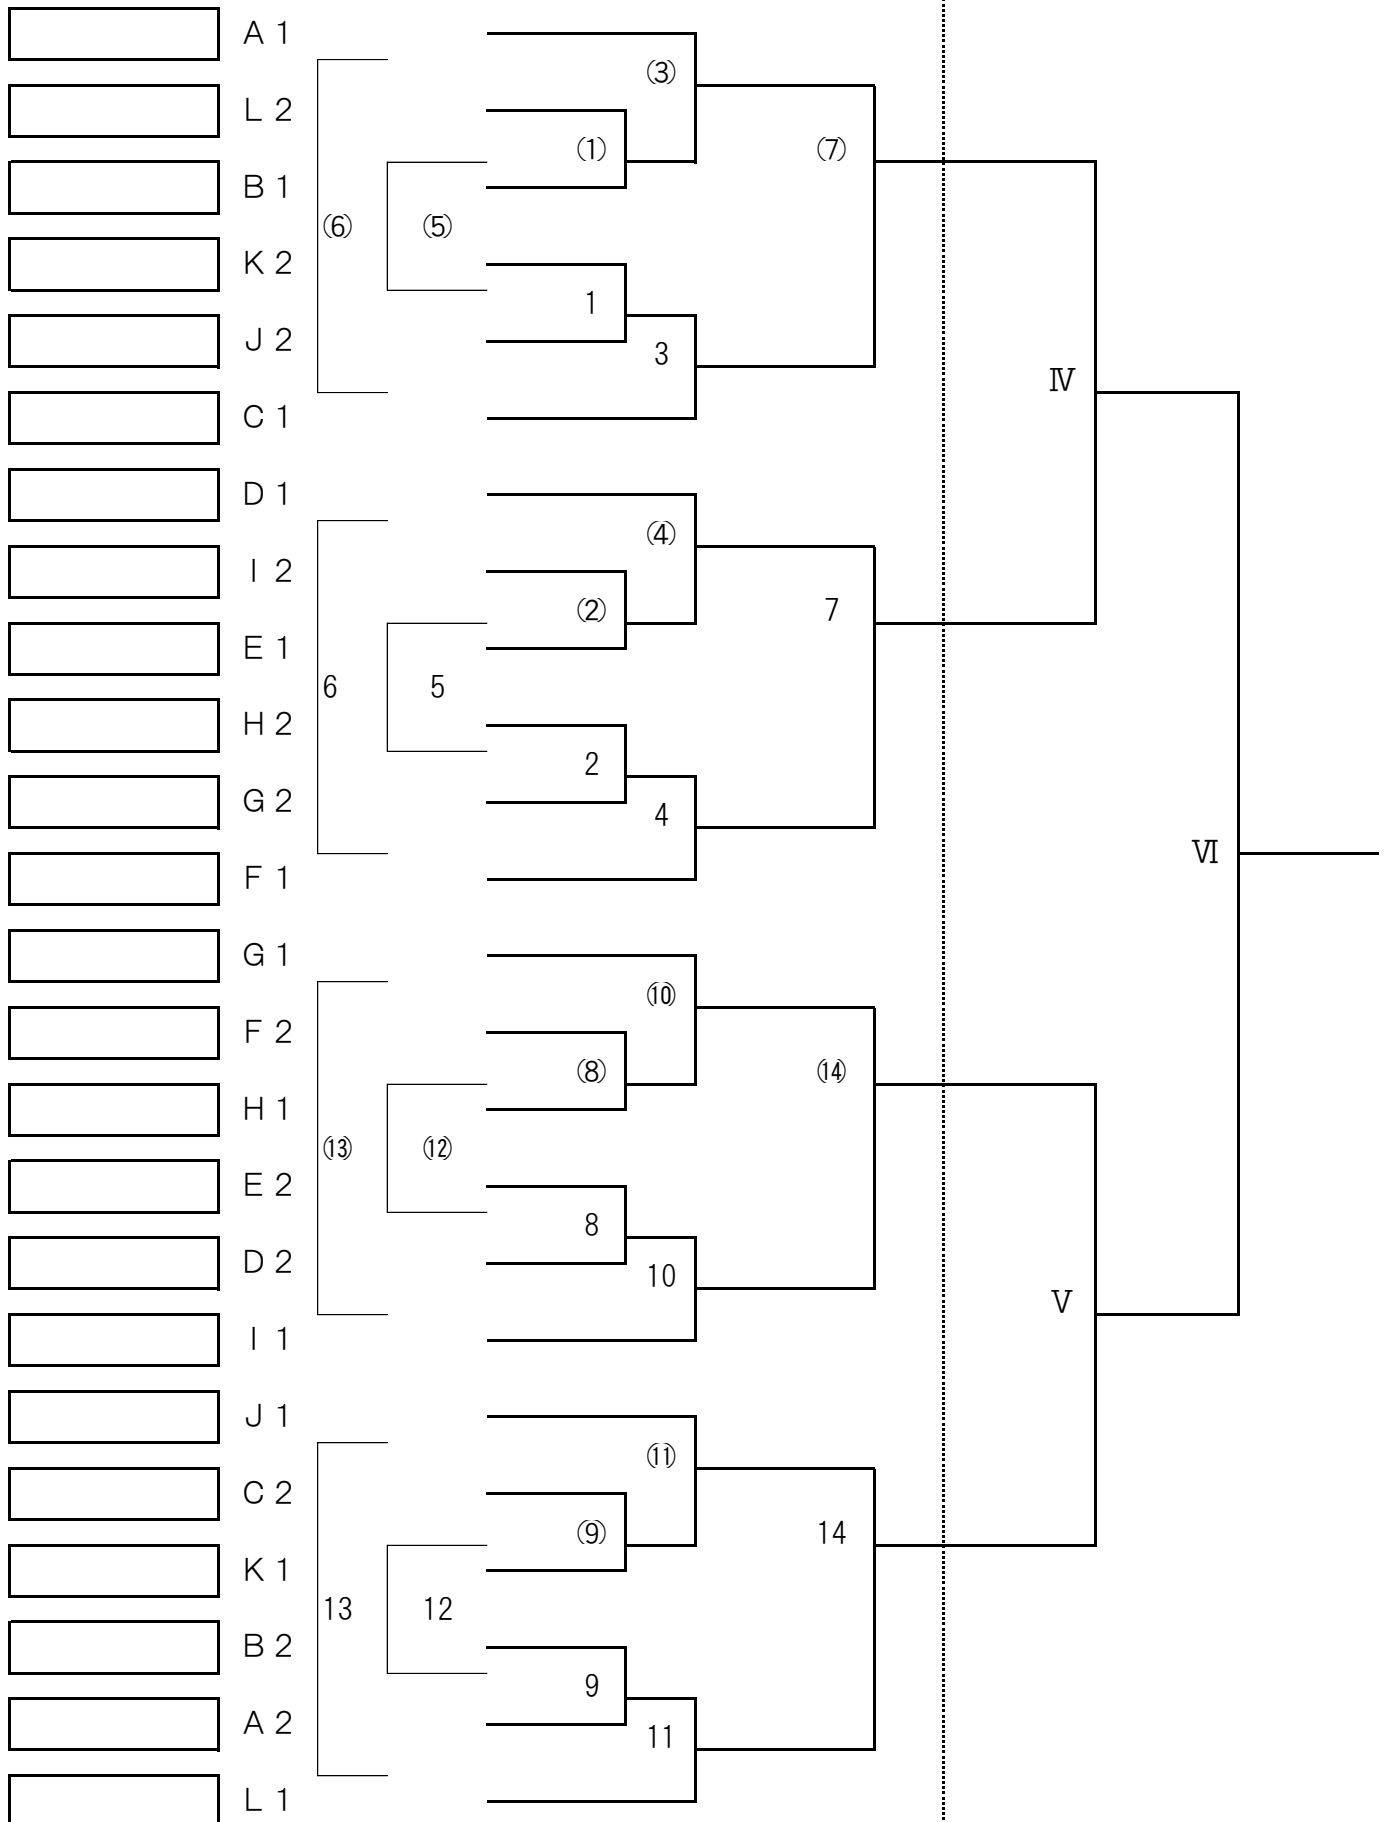 A 1
(3)
L 2
(1)
(7)
B 1
(6)
(5)
K 2
1
J 2
3
Ⅳ
C 1
D 1
(4)
I 2
(2)
7
E 1
6
5
H 2
2
G 2
4
Ⅵ
F 1
G 1
(10)
F 2
(8)
(14)
H 1
(13)
(12)
E 2
8
D 2
10
Ⅴ
I 1
J 1
(11)
C 2
(9)
14
K 1
13
12
B 2
9
A 2
11
L 1